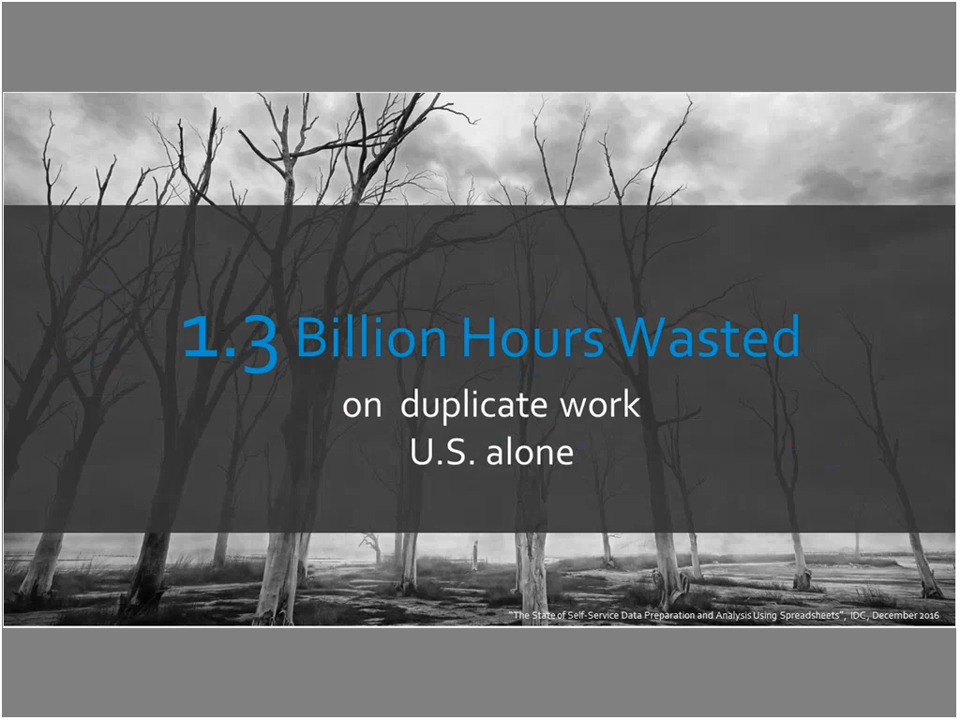 1.3 Billion Hours Wasted
on duplicate work
U.S. alone
"The State of Self-Service Data Preparation and Analysis Using Spreadsheets", IDC, December 2016